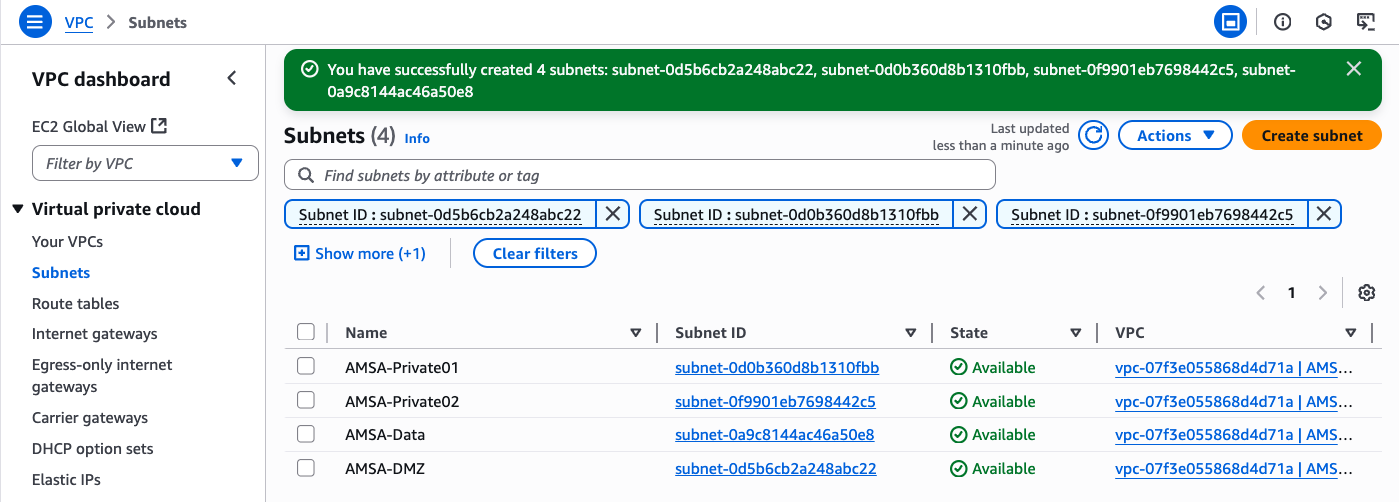 VPC > Subnets
VPC dashboard
EC2 Global View
Filter by VPC
Virtual private cloud
Your VPCs
Subnets
Route tables
Internet gateways
Egress-only internet
gateways
Carrier gateways
DHCP option sets
Elastic IPs
You have successfully created 4 subnets: subnet-0d5b6cb2a248abc22, subnet-0d0b360d8b1310fbb, subnet-0f9901eb7698442c5, subnet-
0a9c8144ac46a50e8
Subnets (4) Info
Last updated
less than a minute ago
Actions
Create subnet
Find subnets by attribute or tag
Subnet ID : subnet-0d5b6cb2a248abc22 Subnet ID : subnet-0d0b360d8b1310fbb Subnet ID : subnet-0f9901eb7698442c5
Show more (+1) Clear filters
1
Name Subnet ID State VPC
AMSA-Private01 subnet-0d0b360d8b1310fbb Available vpc-07f3e055868d4d71a | AMS...
AMSA-Private02 subnet-0f9901eb7698442c5 Available vpc-07f3e055868d4d71a | AMS...
AMSA-Data subnet-0a9c8144ac46a50e8 Available vpc-07f3e055868d4d71a | AMS...
AMSA-DMZ subnet-0d5b6cb2a248abc22 Available vpc-07f3e055868d4d71a | AMS...